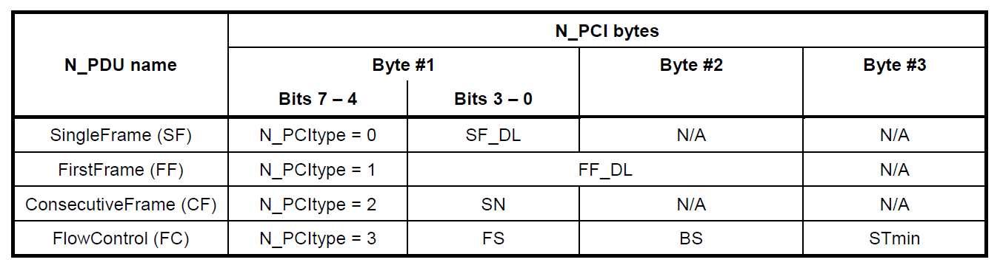 N_PDU name
N_PCI bytes
Byte #1 Byte #2 Byte #3
Bits 7 – 4 Bits 3 – 0
SingleFrame (SF) N_PCItype = 0 SF_DL N/A N/A
FirstFrame (FF) N_PCItype = 1 FF_DL N/A
ConsecutiveFrame (CF) N_PCItype = 2 SN N/A N/A
FlowControl (FC) N_PCItype = 3 FS BS STmin